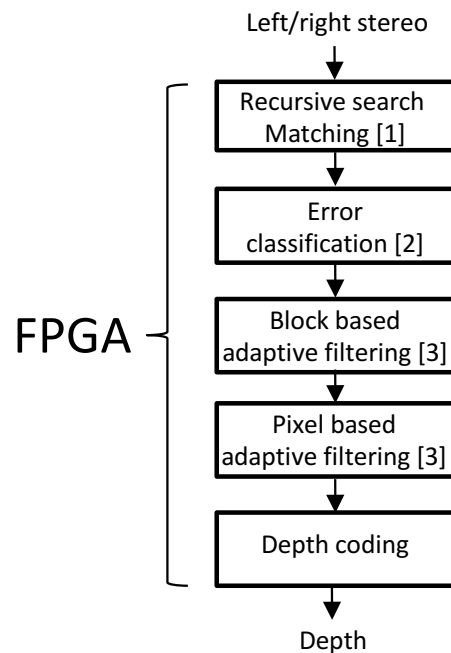 Left/right stereo
Recursive search
Matching [1]
Error
classification [2]
FPGA
Block based
adaptive filtering [3]
Pixel based
adaptive filtering [3]
Depth coding
Depth